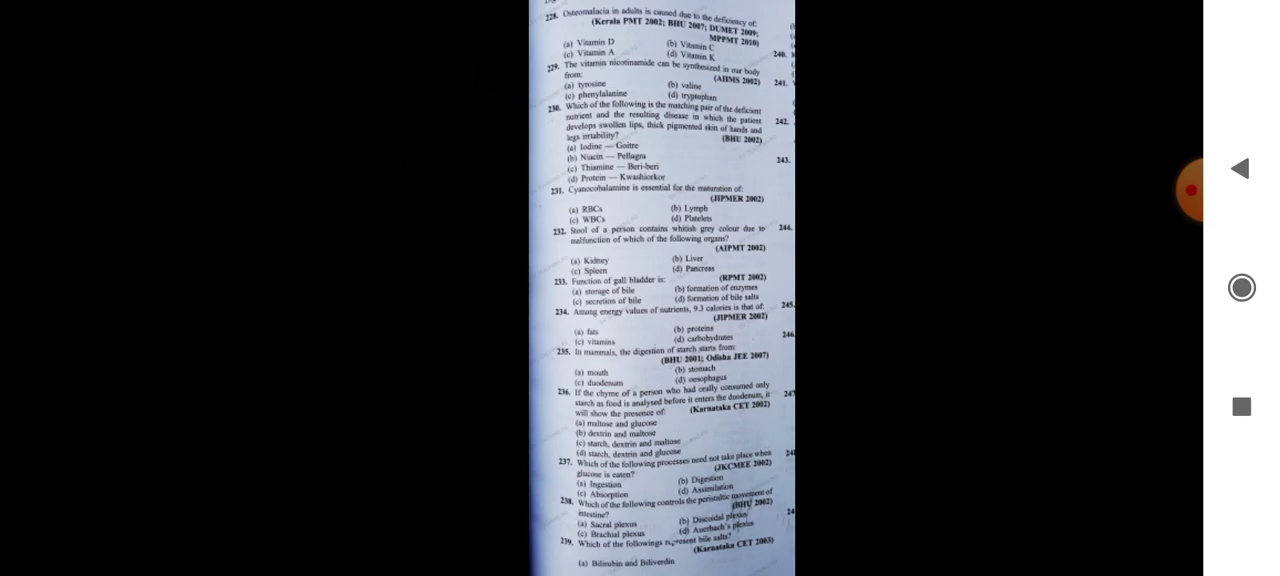 228. Osteomalacia in adults is caused due to the deficiency of:
(Kerala PMT 2002; BHU 2007; DUMET 2009;
MPPMT 2010)
(a) Vitamin D (b) Vitamin C
(c) Vitamin A (d) Vitamin K
240.
229. The vitamin nicotinamide can be synthesized in our body
from: (AIIMS 2002)
241.
(a) tyrosine (b) valine
(c) phenylalanine (d) tryptophan
230. Which of the following is the matching pair of the deficient
nutrient and the resulting disease in which the patient
242.
develops swollen lips, thick pigmented skin of hands and
legs irritability? (BHU 2002)
(a) Iodine — Goitre
(b) Niacin — Pellagra
243.
(c) Thiamine — Beri-beri
(d) Protein — Kwashiorkor
231. Cyanocobalamine is essential for the maturation of:
(JIPMER 2002)
(a) RBCs (b) Lymph
(c) WBCs (d) Platelets
232. Stool of a person contains whitish grey colour due to
244.
malfunction of which of the following organs?
(AIPMT 2002)
(a) Kidney (b) Liver
(c) Spleen (d) Pancreas
233. Function of gall bladder is: (RPMT 2002)
(a) storage of bile (b) formation of enzymes
(c) secretion of bile (d) formation of bile salts
234. Among energy values of nutrients, 9.3 calories is that of:
245.
(JIPMER 2002)
(a) fats (b) proteins
(c) vitamins (d) carbohydrates
246
235. In mammals, the digestion of starch starts from:
(BHU 2001; Odisha JEE 2007)
(a) mouth (b) stomach
(c) duodenum (d) oesophagus
236. If the chyme of a person who had orally consumed only
starch as food is analysed before it enters the duodenum, it
247
will show the presence of: (Karnataka CET 2002)
(a) maltose and glucose
(b) dextrin and maltose
(c) starch, dextrin and maltose
(d) starch, dextrin and glucose
237. Which of the following processes need not take place when
glucose is eaten? (JKCMEE 2002)
(a) Ingestion (b) Digestion
(c) Absorption (d) Assimilation
238. Which of the following controls the peristaltic movement of
intestine? (BHU 2002)
(a) Sacral plexus (b) Discoidal plexus
(c) Brachial plexus (d) Auerbach's plexus
239. Which of the followings represent bile salts?
(Karnataka CET 2003)
(a) Bilirubin and Biliverdin